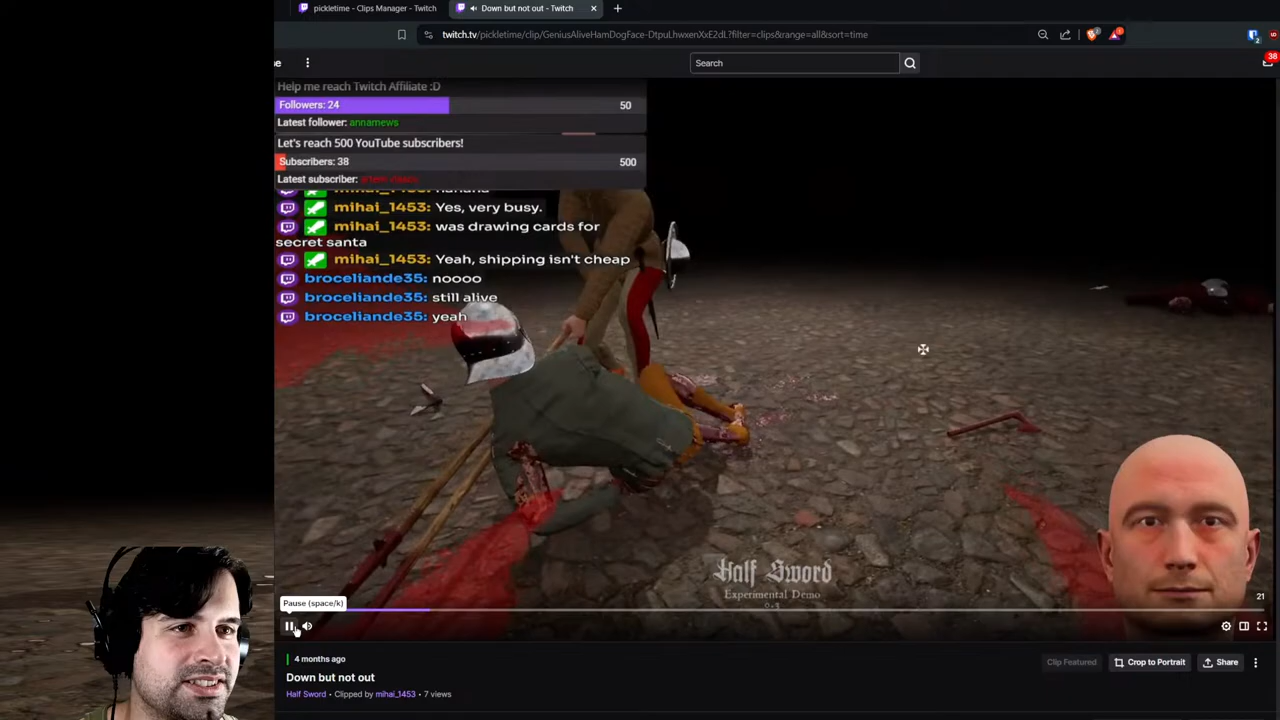 pickletime - Clips Manager - Twitch
Down but not out - Twitch
twitch.tv/pickletime/clip/GeniusAliveHamDogFace-DtpuLhwxenXxE2dL?filter=clips&range=all&sort=time
38
Search
Help me reach Twitch Affiliate :D
Followers: 24 50
Latest follower: annamews
Let's reach 500 YouTube subscribers!
Subscribers: 38 500
Latest subscriber:
mihai_1453: hahaha
mihai_1453: Yes, very busy.
mihai_1453: was drawing cards for
secret santa
mihai_1453: Yeah, shipping isn't cheap
broceliande35: noooo
broceliande35: still alive
broceliande35: yeah
Half Sword
Experimental Demo
21
Pause (space/k)
4 months ago
Clip Featured
Crop to Portrait
Share
Down but not out
Half Sword • Clipped by mihai_1453 • 7 views